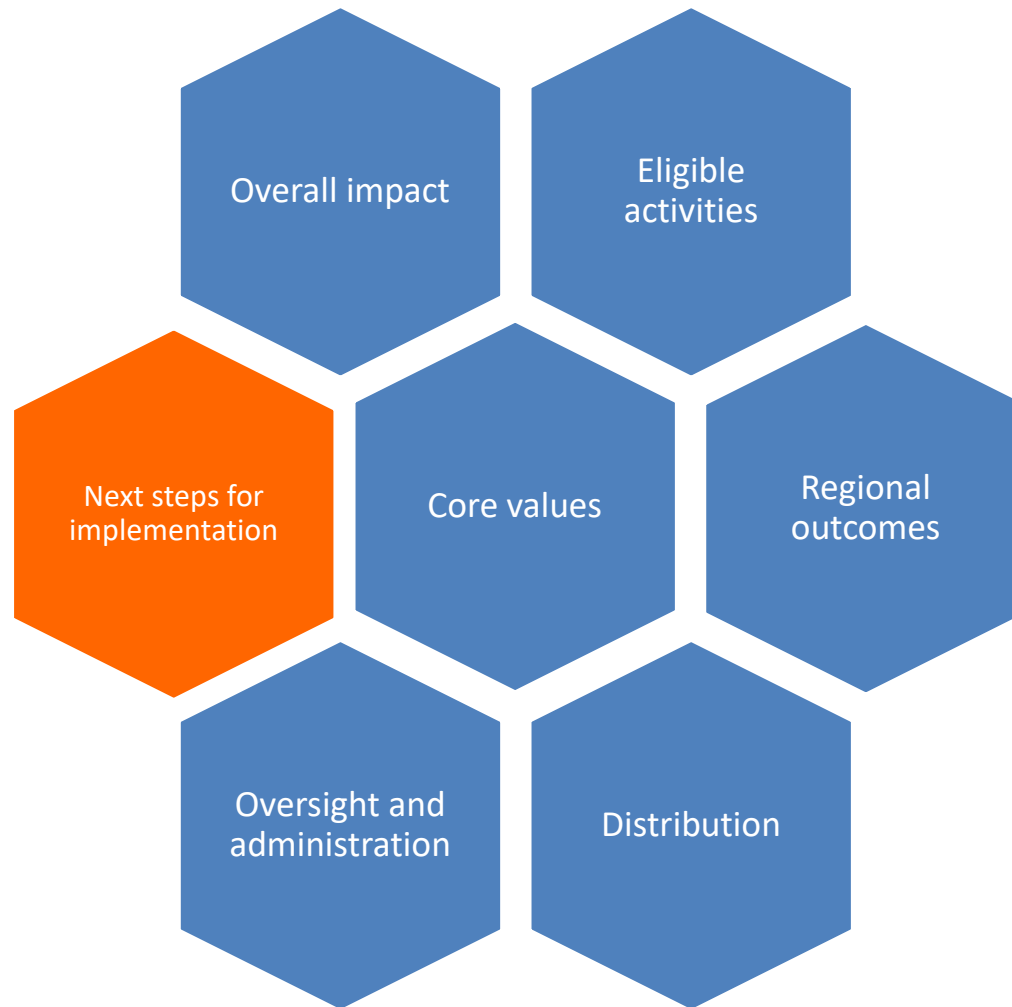 Overall impact
Eligible
activities
Next steps for
implementation
Core values
Regional
outcomes
Oversight and
administration
Distribution